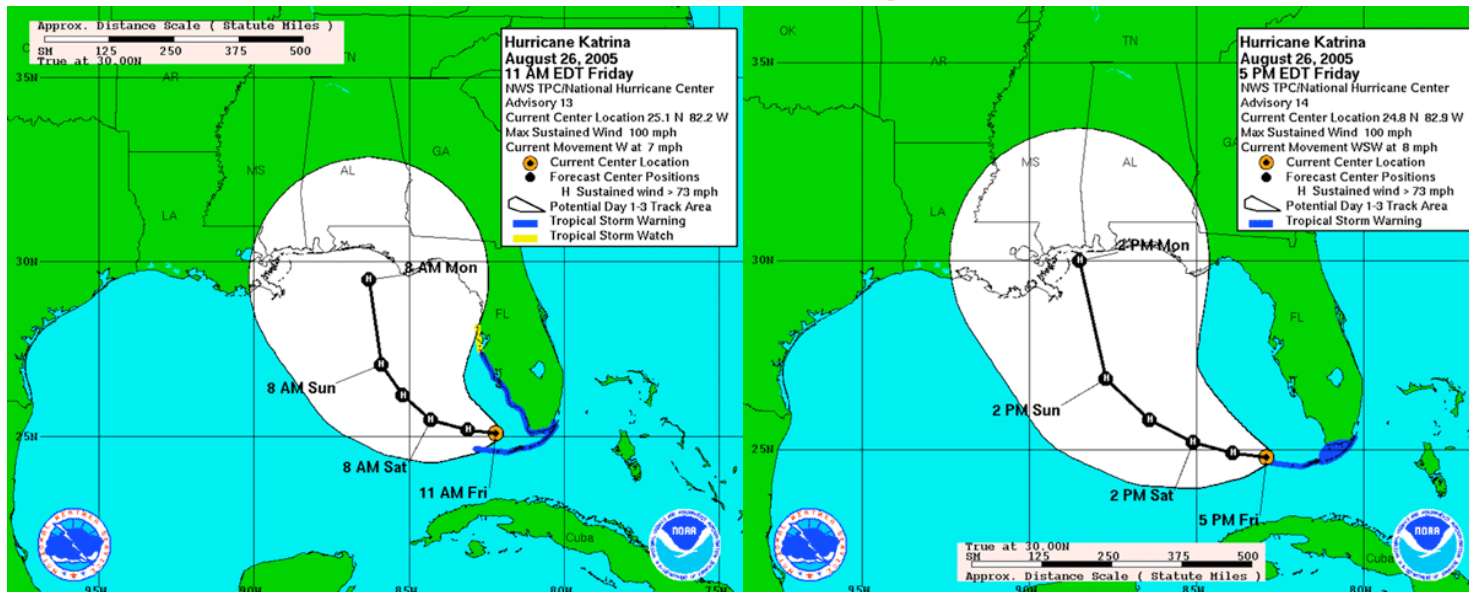 Approx. Distance Scale ( Statute Miles )
SM 125 250 375 500
True at 30.00N
Hurricane Katrina
August 26, 2005
11 AM EDT Friday
NWS TPC/National Hurricane Center
Advisory 13
Current Center Location 25.1 N 82.2 W
Max Sustained Wind 100 mph
Current Movement W at 7 mph
Current Center Location
Forecast Center Positions
H Sustained wind > 73 mph
Potential Day 1-3 Track Area
Tropical Storm Warning
Tropical Storm Watch
TN
AR
35N
GA
MS
AL
LA
30N
8 AM Mon
H
FL
H
8 AM Sun
H
H
H
25N
8 AM Sat
11 AM Fri
NOAA
Cuba
95W
90W
85W
80W
75W
Hurricane Katrina
August 26, 2005
5 PM EDT Friday
NWS TPC/National Hurricane Center
Advisory 14
Current Center Location 24.8 N 82.9 W
Max Sustained Wind 100 mph
Current Movement WSW at 8 mph
Current Center Location
Forecast Center Positions
H Sustained wind > 73 mph
Potential Day 1-3 Track Area
Tropical Storm Warning
OK
TN
AR
35N
GA
MS
AL
LA
2 PM Mon
30N
H
FL
H
2 PM Sun
H
H
H
25N
2 PM Sat
5 PM Fri
True at 30.00N
SM 125 250 375 500
Approx. Distance Scale ( Statute Miles )
NOAA
Cuba
95W
90W
85W
80W